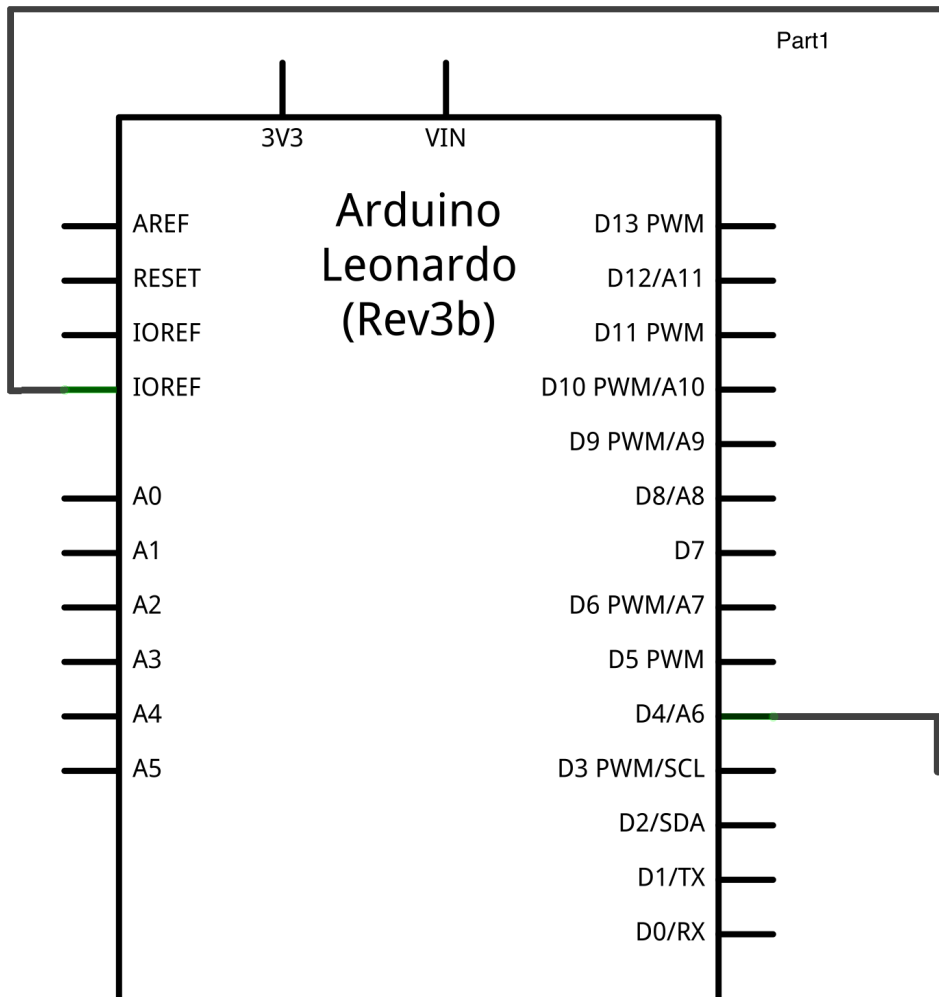 Part1
3V3
VIN
Arduino
Leonardo
(Rev3b)
AREF
RESET
IOREF
IOREF
A0
A1
A2
A3
A4
A5
D13 PWM
D12/A11
D11 PWM
D10 PWM/A10
D9 PWM/A9
D8/A8
D7
D6 PWM/A7
D5 PWM
D4/A6
D3 PWM/SCL
D2/SDA
D1/TX
D0/RX